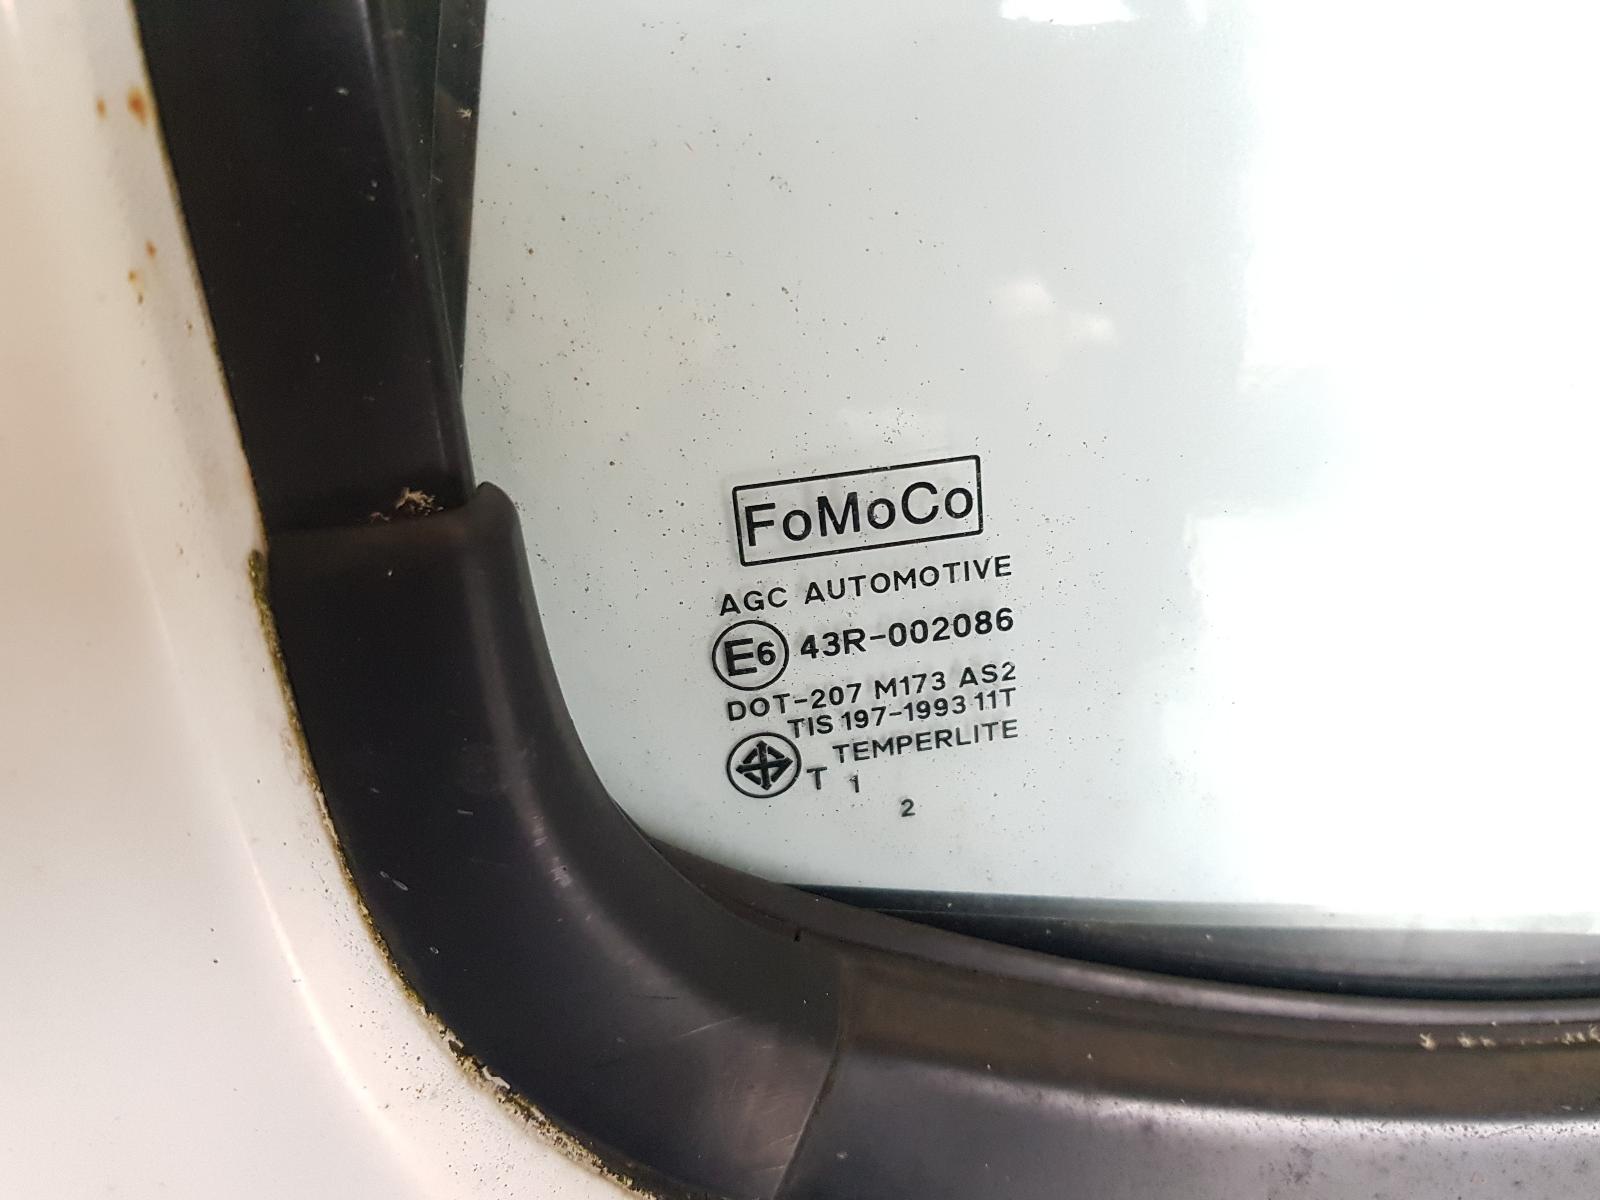 FoMoCo
AGC AUTOMOTIVE
E6 43R-002086
DOT-207 M173 AS2
TIS 197-1993 11T
TEMPERLITE
T 1
2